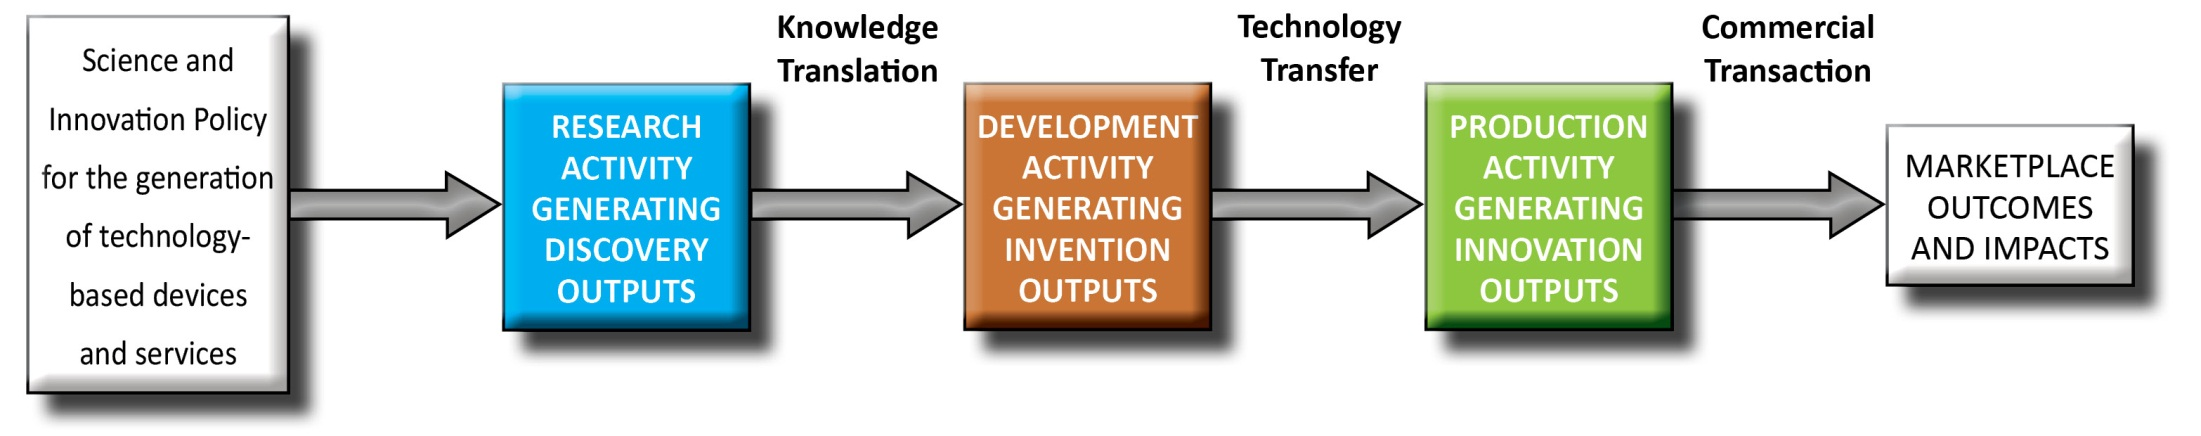 Science and
Innovation Policy
for the generation
of technology-
based devices
and services
RESEARCH
ACTIVITY
GENERATING
DISCOVERY
OUTPUTS
Knowledge
Translation
DEVELOPMENT
ACTIVITY
GENERATING
INVENTION
OUTPUTS
Technology
Transfer
PRODUCTION
ACTIVITY
GENERATING
INNOVATION
OUTPUTS
Commercial
Transaction
MARKETPLACE
OUTCOMES
AND IMPACTS